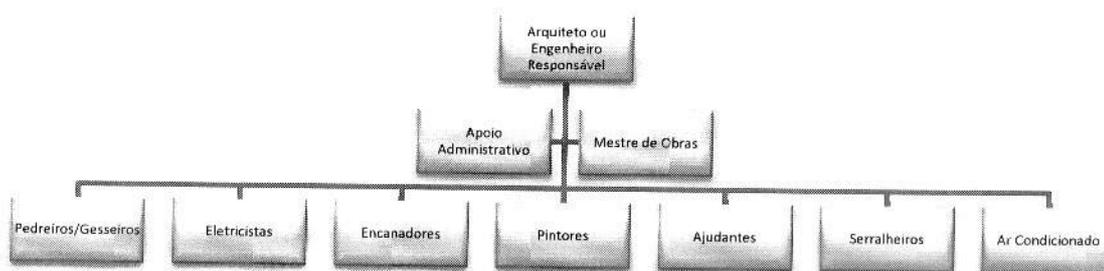 Arquiteto ou
Engenheiro
Responsável
Apoio
Administrativo
Mestre de Obras
Pedreiros/Gesseiros
Eletricistas
Encanadores
Pintores
Ajudantes
Serralheiros
Ar Condicionado